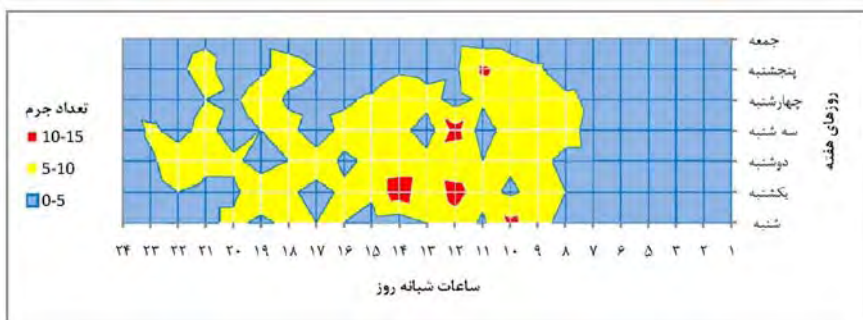 جمعه
پنجشنبه
چهارشنبه
سه شنبه
دوشنبه
یکشنبه
شنبه
روزهای هفته
تعداد جرم
10-15
5-10
0-5
۲۴ ۲۳ ۲۲ ۲۱ ۲۰ ۱۹ ۱۸ ۱۷ ۱۶ ۱۵ ۱۴ ۱۳ ۱۲ ۱۱ ۱۰ ۹ ۸ ۷ ۶ ۵ ۴ ۳ ۲ ۱
ساعات شبانه روز